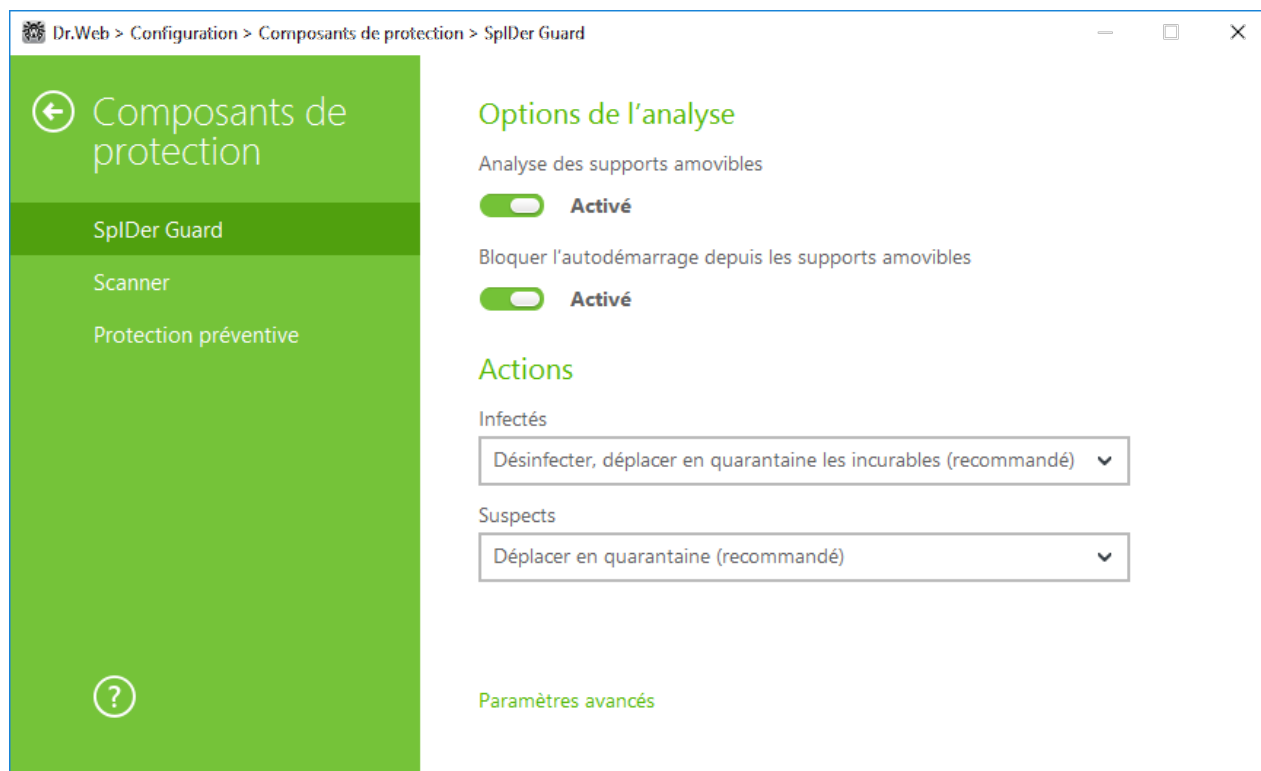 Dr.Web > Configuration > Composants de protection > SpIDer Guard
Composants de
protection
SpIDer Guard
Scanner
Protection préventive
?
Options de l’analyse
Analyse des supports amovibles
Activé
Bloquer l’autodémarrage depuis les supports amovibles
Activé
Actions
Infectés
Désinfecter, déplacer en quarantaine les incurables (recommandé)
Suspects
Déplacer en quarantaine (recommandé)
Paramètres avancés